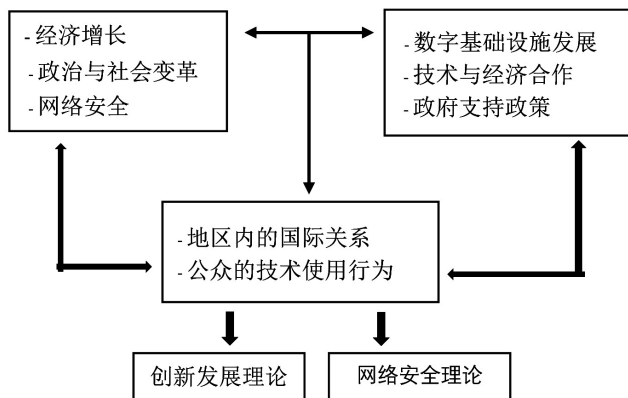 - 经济增长
- 政治与社会变革
- 网络安全
- 数字基础设施发展
- 技术与经济合作
- 政府支持政策
- 地区内的国际关系
- 公众的技术使用行为
创新发展理论
网络安全理论